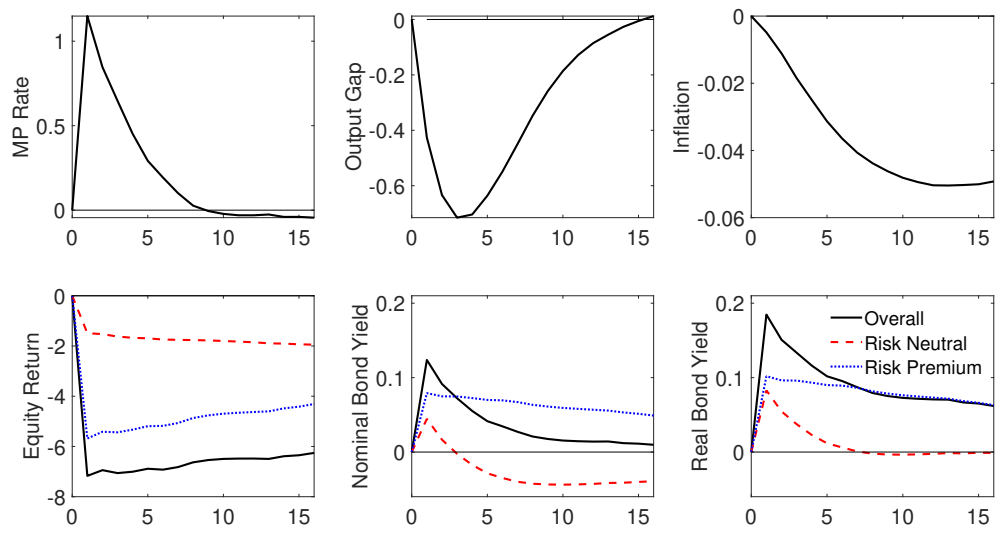 MP Rate
1
0.5
0
0 5 10 15
Output Gap
0
-0.2
-0.4
-0.6
0 5 10 15
Inflation
0
-0.02
-0.04
-0.06
0 5 10 15
Equity Return
0
-2
-4
-6
-8
0 5 10 15
Nominal Bond Yield
0.2
0.1
0
0 5 10 15
Real Bond Yield
0.2
0.1
0
0 5 10 15
Overall
Risk Neutral
Risk Premium